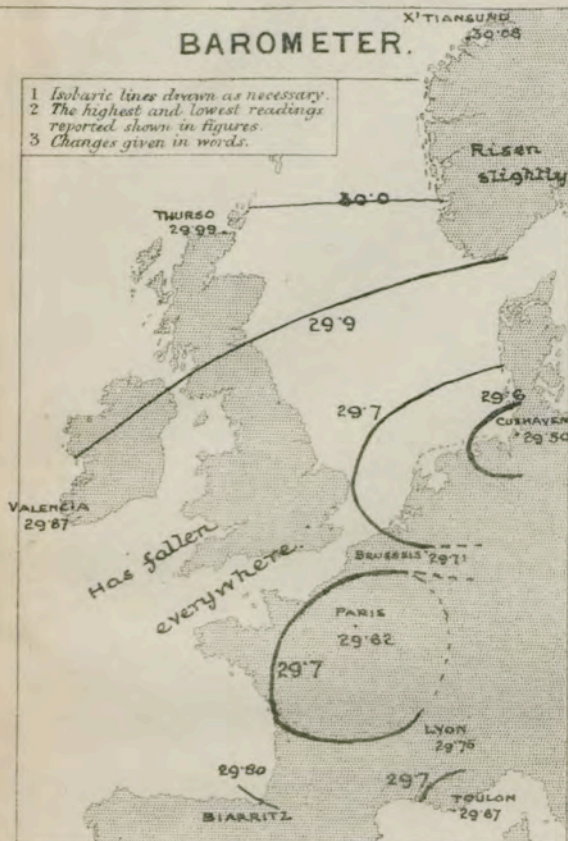 X'TIANSUND
30·08
BAROMETER.
1 Isobaric lines drawn as necessary.
2 The highest and lowest readings
reported shown in figures.
3 Changes given in words.
Risen
slightly
30·0
THURSO
29·99
29·9
29·7
29·6
CUXHAVEN
29·50
VALENCIA
29·87
Has fallen
everywhere.
BRUSSELS 29·71
PARIS
29·62
29·7
LYON
29·75
29·80
29·7
BIARRITZ
TOULON
29·67